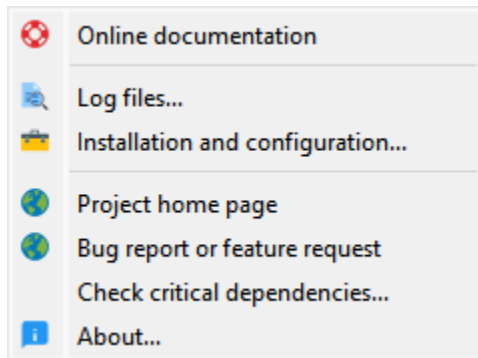 Online documentation
Log files...
Installation and configuration...
Project home page
Bug report or feature request
Check critical dependencies...
About...